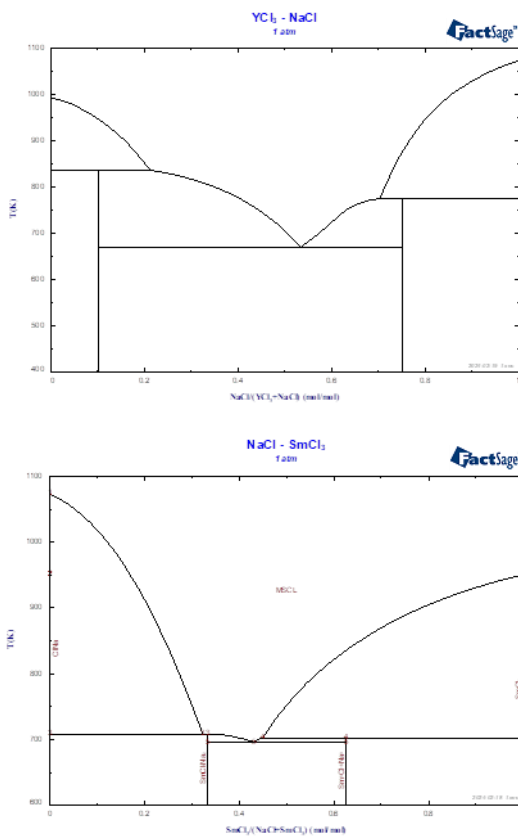 YCl₃ - NaCl
1 atm
FactSage™
1100
1000
900
800
700
600
500
400
T(K)
0
0.2
0.4
0.6
0.8
1
NaCl/(YCl₃+NaCl) (mol/mol)
NaCl - SmCl₃
1 atm
FactSage
1100
1000
900
800
700
600
T(K)
0
0.2
0.4
0.6
0.8
SmCl₃/(NaCl+SmCl₃) (mol/mol)